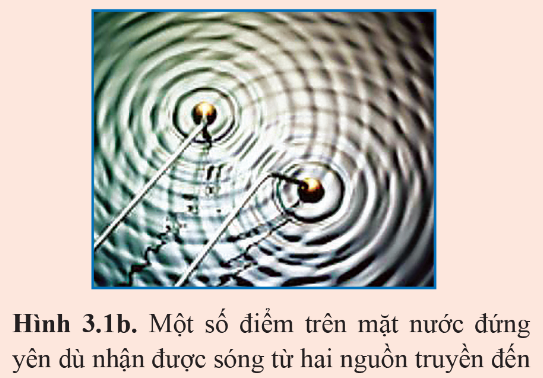 Hình 3.1b. Một số điểm trên mặt nước đứng
yên dù nhận được sóng từ hai nguồn truyền đến